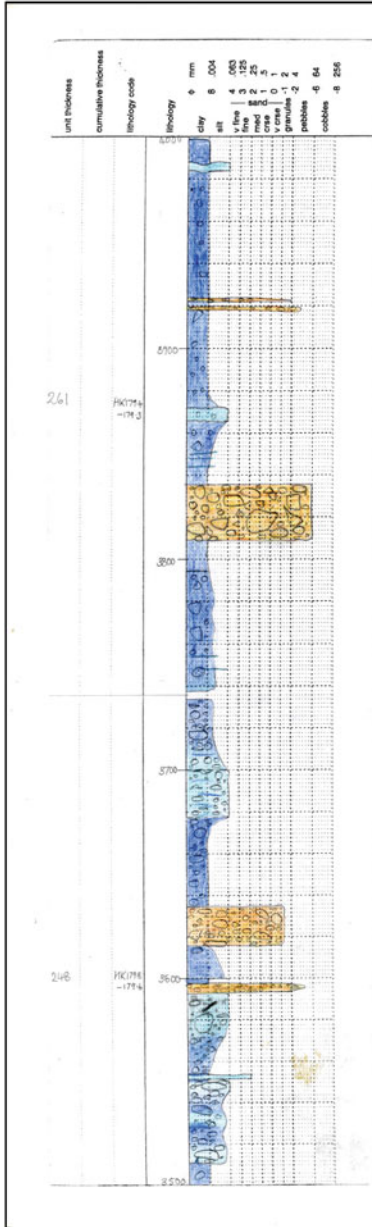 unit thickness
cumulative thickness
lithology code
lithology
ϕ mm
clay
8 .004
silt
4 .063
v fine
3 .125
fine
2 .25
med
1 .5
crse
0 1
v crse
-1 2
granules
-2 4
pebbles
-6 64
cobbles
-8 256
sand
4000
3900
261
3800
3700
248
3600
3500